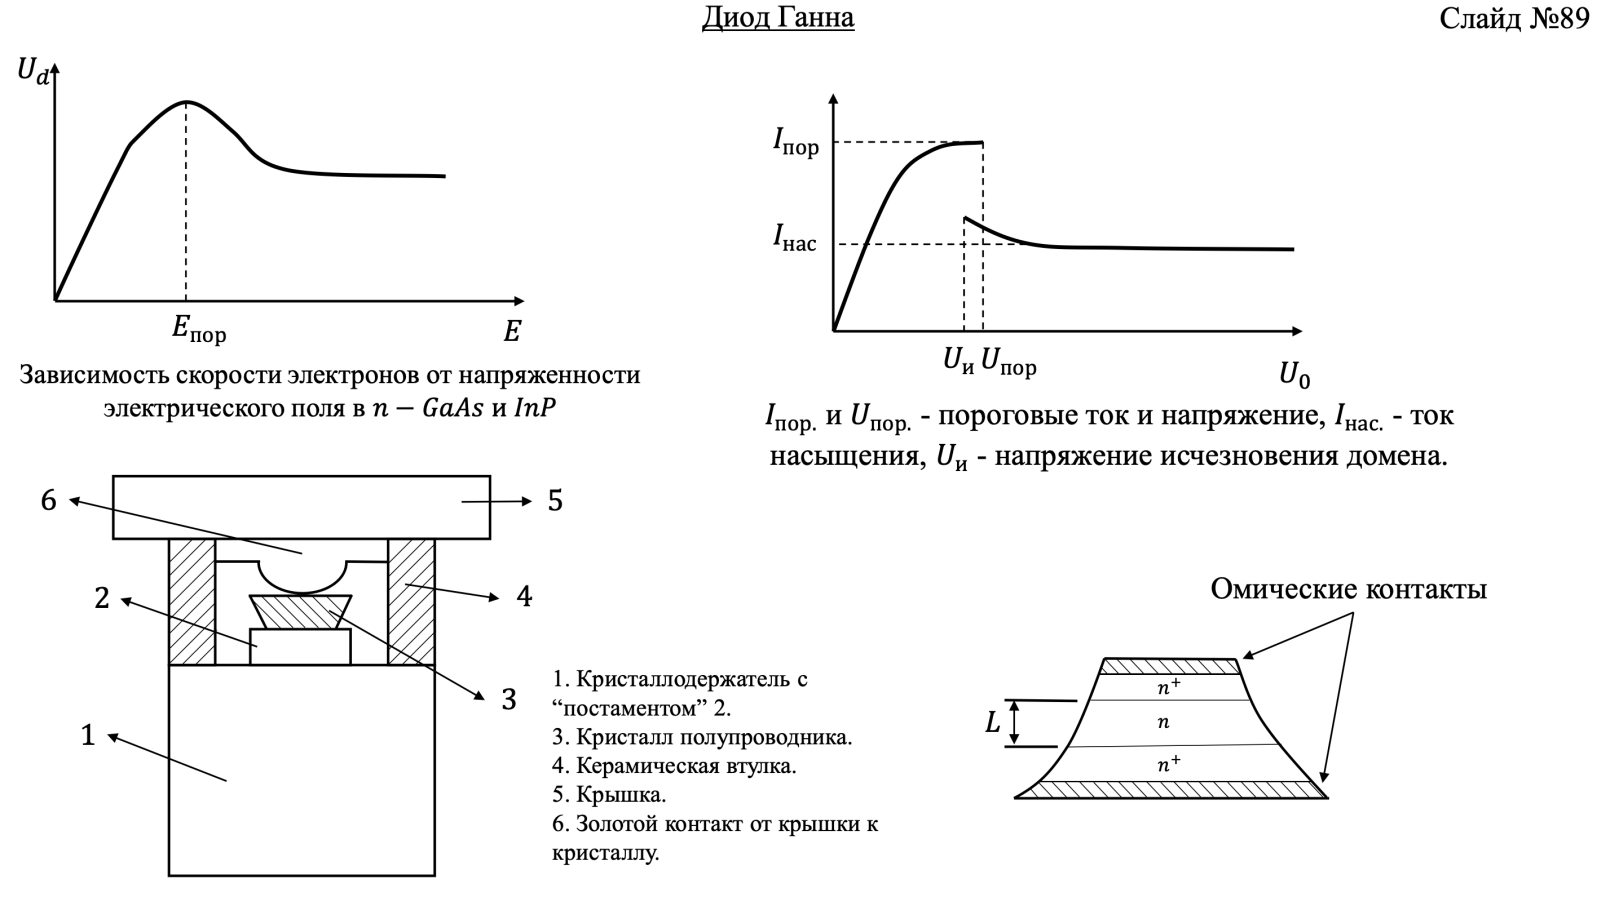 Диод Ганна
Слайд №89
U_d
E_пор
E
Зависимость скорости электронов от напряженности
электрического поля в n − GaAs и InP
I_пор
I_нас
U_и U_пор
U_0
I_пор. и U_пор. - пороговые ток и напряжение, I_нас. - ток
насыщения, U_и - напряжение исчезновения домена.
6
5
2
4
3
1
1. Кристаллодержатель с
“постаментом” 2.
3. Кристалл полупроводника.
4. Керамическая втулка.
5. Крышка.
6. Золотой контакт от крышки к
кристаллу.
Омические контакты
n⁺
L
n
n⁺